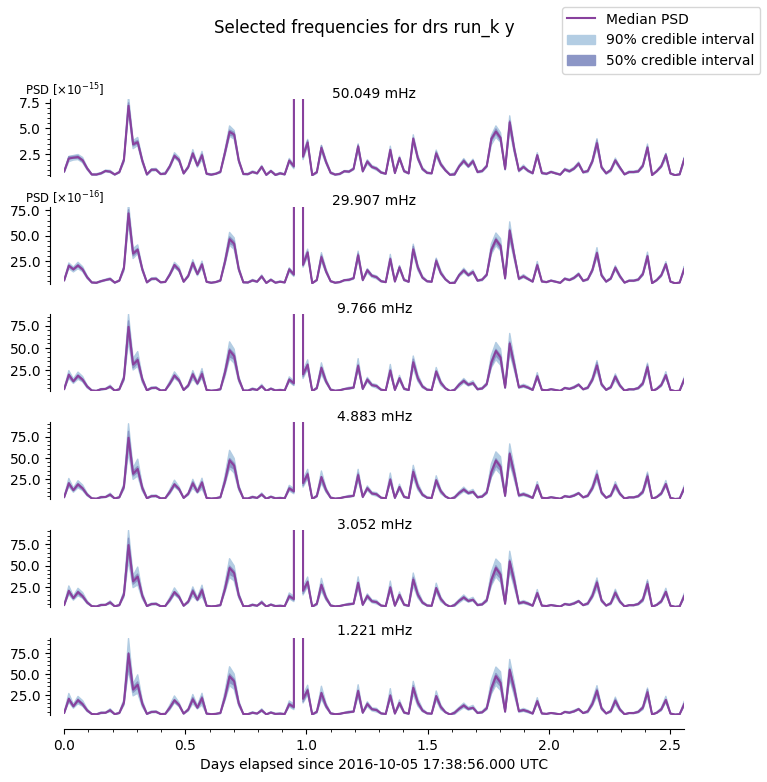 Selected frequencies for drs run_k y
Median PSD
90% credible interval
50% credible interval
PSD [×10⁻¹⁵]
50.049 mHz
7.5
5.0
2.5
PSD [×10⁻¹⁶]
29.907 mHz
75.0
50.0
25.0
9.766 mHz
75.0
50.0
25.0
4.883 mHz
75.0
50.0
25.0
3.052 mHz
75.0
50.0
25.0
1.221 mHz
75.0
50.0
25.0
0.0 0.5 1.0 1.5 2.0 2.5
Days elapsed since 2016-10-05 17:38:56.000 UTC